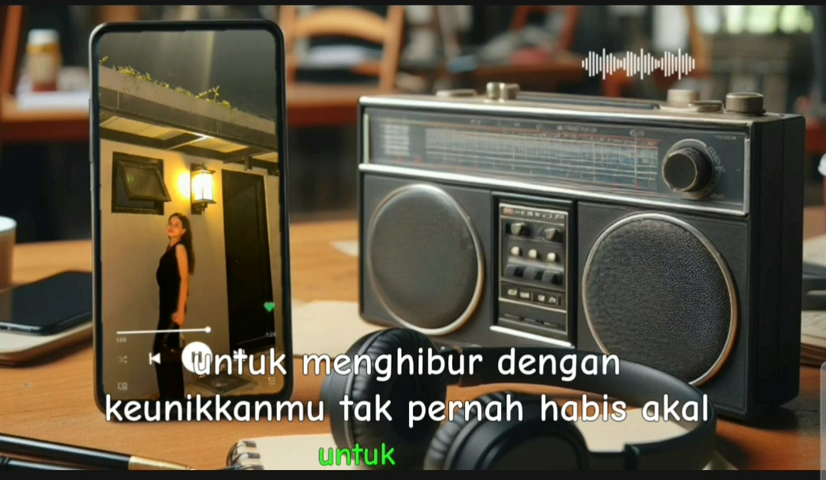 untuk menghibur dengan
keunikkanmu tak pernah habis akal
untuk